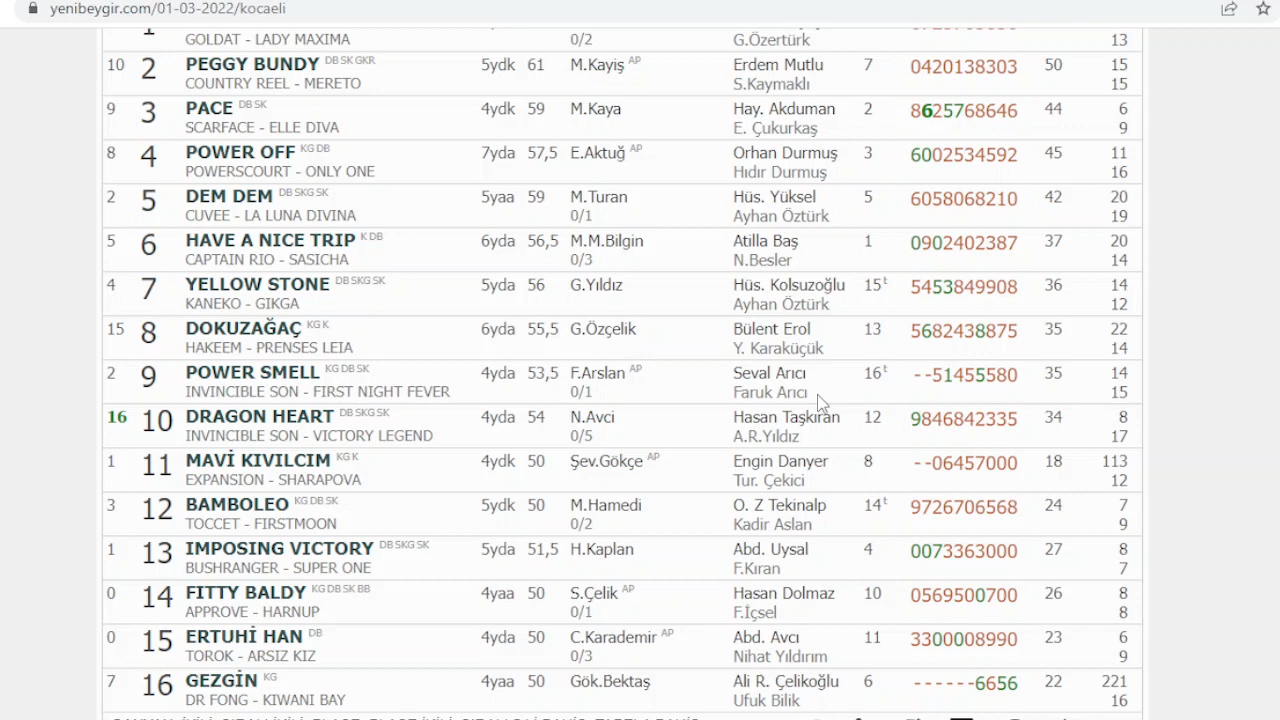 yenibeygir.com/01-03-2022/kocaeli
GOLDAT - LADY MAXIMA 0/2 G.Özertürk 13
10 2 PEGGY BUNDY DB SK GKR 5ydk 61 M.Kayiş AP Erdem Mutlu 7 0420138303 50 15
COUNTRY REEL - MERETO S.Kaymaklı 15
9 3 PACE DB SK 4ydk 59 M.Kaya Hay. Akduman 2 8625768646 44 6
SCARFACE - ELLE DIVA E. Çukurkaş 9
8 4 POWER OFF KG DB 7yda 57,5 E.Aktuğ AP Orhan Durmuş 3 6002534592 45 11
POWERSCOURT - ONLY ONE Hıdır Durmuş 16
2 5 DEM DEM DB SKG SK 5yaa 59 M.Turan Hüs. Yüksel 5 6058068210 42 20
CUVEE - LA LUNA DIVINA 0/1 Ayhan Öztürk 19
5 6 HAVE A NICE TRIP K DB 6yda 56,5 M.M.Bilgin Atilla Baş 1 0902402387 37 20
CAPTAIN RIO - SASICHA 0/3 N.Besler 14
4 7 YELLOW STONE DB SKG SK 5yda 56 G.Yıldız Hüs. Kolsuzoğlu 15t 5453849908 36 14
KANEKO - GIKGA Ayhan Öztürk 12
15 8 DOKUZAĞAÇ KG K 6yda 55,5 G.Özçelik Bülent Erol 13 5682438875 35 22
HAKEEM - PRENSES LEIA Y. Karaküçük 14
2 9 POWER SMELL KG DB SK 4yda 53,5 F.Arslan AP Seval Arıcı 16t --51455580 35 14
INVINCIBLE SON - FIRST NIGHT FEVER 0/1 Faruk Arıcı 15
16 10 DRAGON HEART DB SKG SK 4yda 54 N.Avci Hasan Taşkıran 12 9846842335 34 8
INVINCIBLE SON - VICTORY LEGEND 0/5 A.R.Yıldız 17
1 11 MAVİ KIVILCIM KG K 4ydk 50 Şev.Gökçe AP Engin Danyer 8 --06457000 18 113
EXPANSION - SHARAPOVA Tur. Çekici 12
3 12 BAMBOLEO KG DB SK 5ydk 50 M.Hamedi O. Z Tekinalp 14t 9726706568 24 7
TOCCET - FIRSTMOON 0/2 Kadir Aslan 9
1 13 IMPOSING VICTORY DB SKG SK 5yda 51,5 H.Kaplan Abd. Uysal 4 0073363000 27 8
BUSHRANGER - SUPER ONE F.Kıran 7
0 14 FITTY BALDY KG DB SK BB 4yaa 50 S.Çelik AP Hasan Dolmaz 10 0569500700 26 8
APPROVE - HARNUP 0/1 F.İçsel 8
0 15 ERTUHİ HAN DB 4yda 50 C.Karademir AP Abd. Avcı 11 3300008990 23 6
TOROK - ARSIZ KIZ 0/3 Nihat Yıldırim 9
7 16 GEZGİN KG 4yaa 50 Gök.Bektaş Ali R. Çelikoğlu 6 ------6656 22 221
DR FONG - KIWANI BAY Ufuk Bilik 16